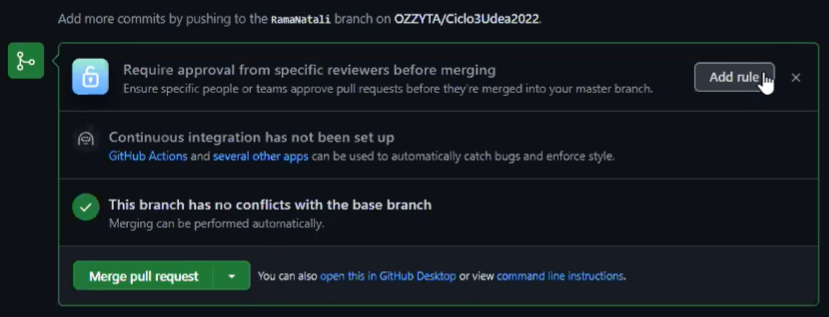 Add more commits by pushing to the RamaNatali branch on OZZYTA/Ciclo3Udea2022.
Require approval from specific reviewers before merging
Ensure specific people or teams approve pull requests before they're merged into your master branch.
Add rule
Continuous integration has not been set up
GitHub Actions and several other apps can be used to automatically catch bugs and enforce style.
This branch has no conflicts with the base branch
Merging can be performed automatically.
Merge pull request
You can also open this in GitHub Desktop or view command line instructions.